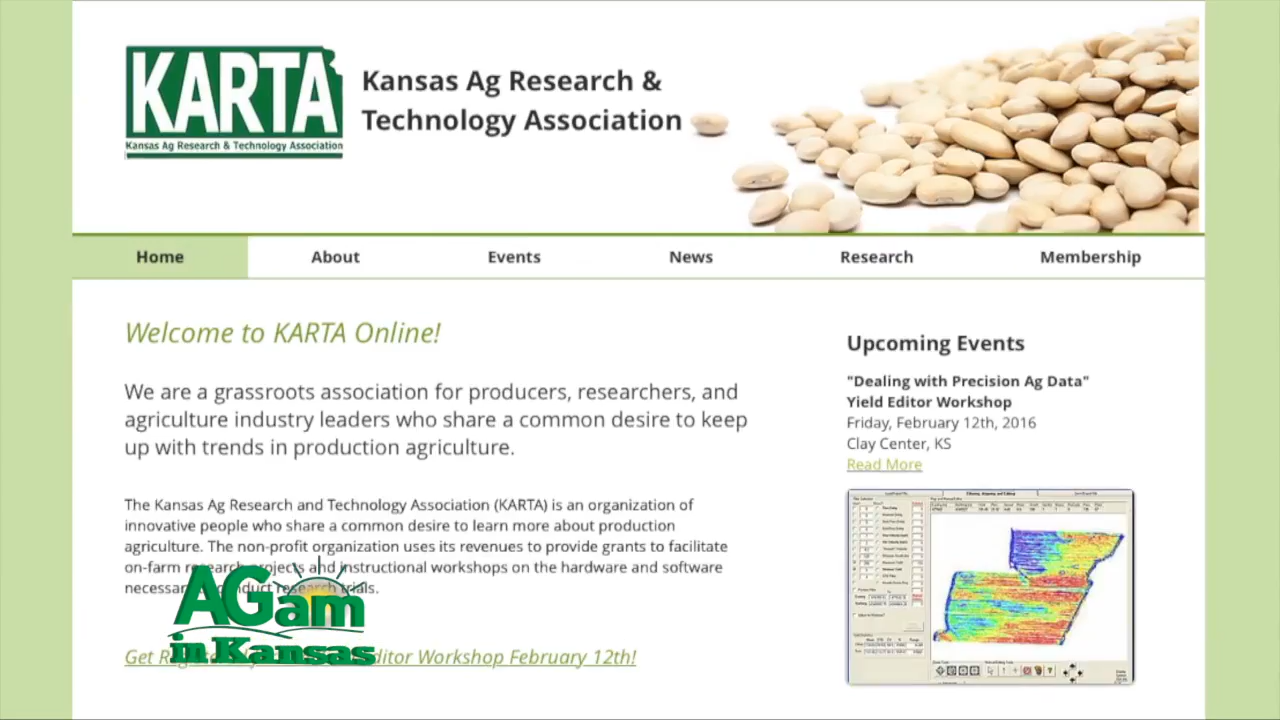 KARTA
Kansas Ag Research & Technology Association
Kansas Ag Research &
Technology Association
Home
About
Events
News
Research
Membership
Welcome to KARTA Online!
We are a grassroots association for producers, researchers, and
agriculture industry leaders who share a common desire to keep
up with trends in production agriculture.
The Kansas Ag Research and Technology Association (KARTA) is an organization of
innovative people who share a common desire to learn more about production
agriculture. The non-profit organization uses its revenues to provide grants to facilitate
on-farm research projects and instructional workshops on the hardware and software
research trials.
Get Editor Workshop February 12th!
AGam
in Kansas
Upcoming Events
"Dealing with Precision Ag Data"
Yield Editor Workshop
Friday, February 12th, 2016
Clay Center, KS
Read More